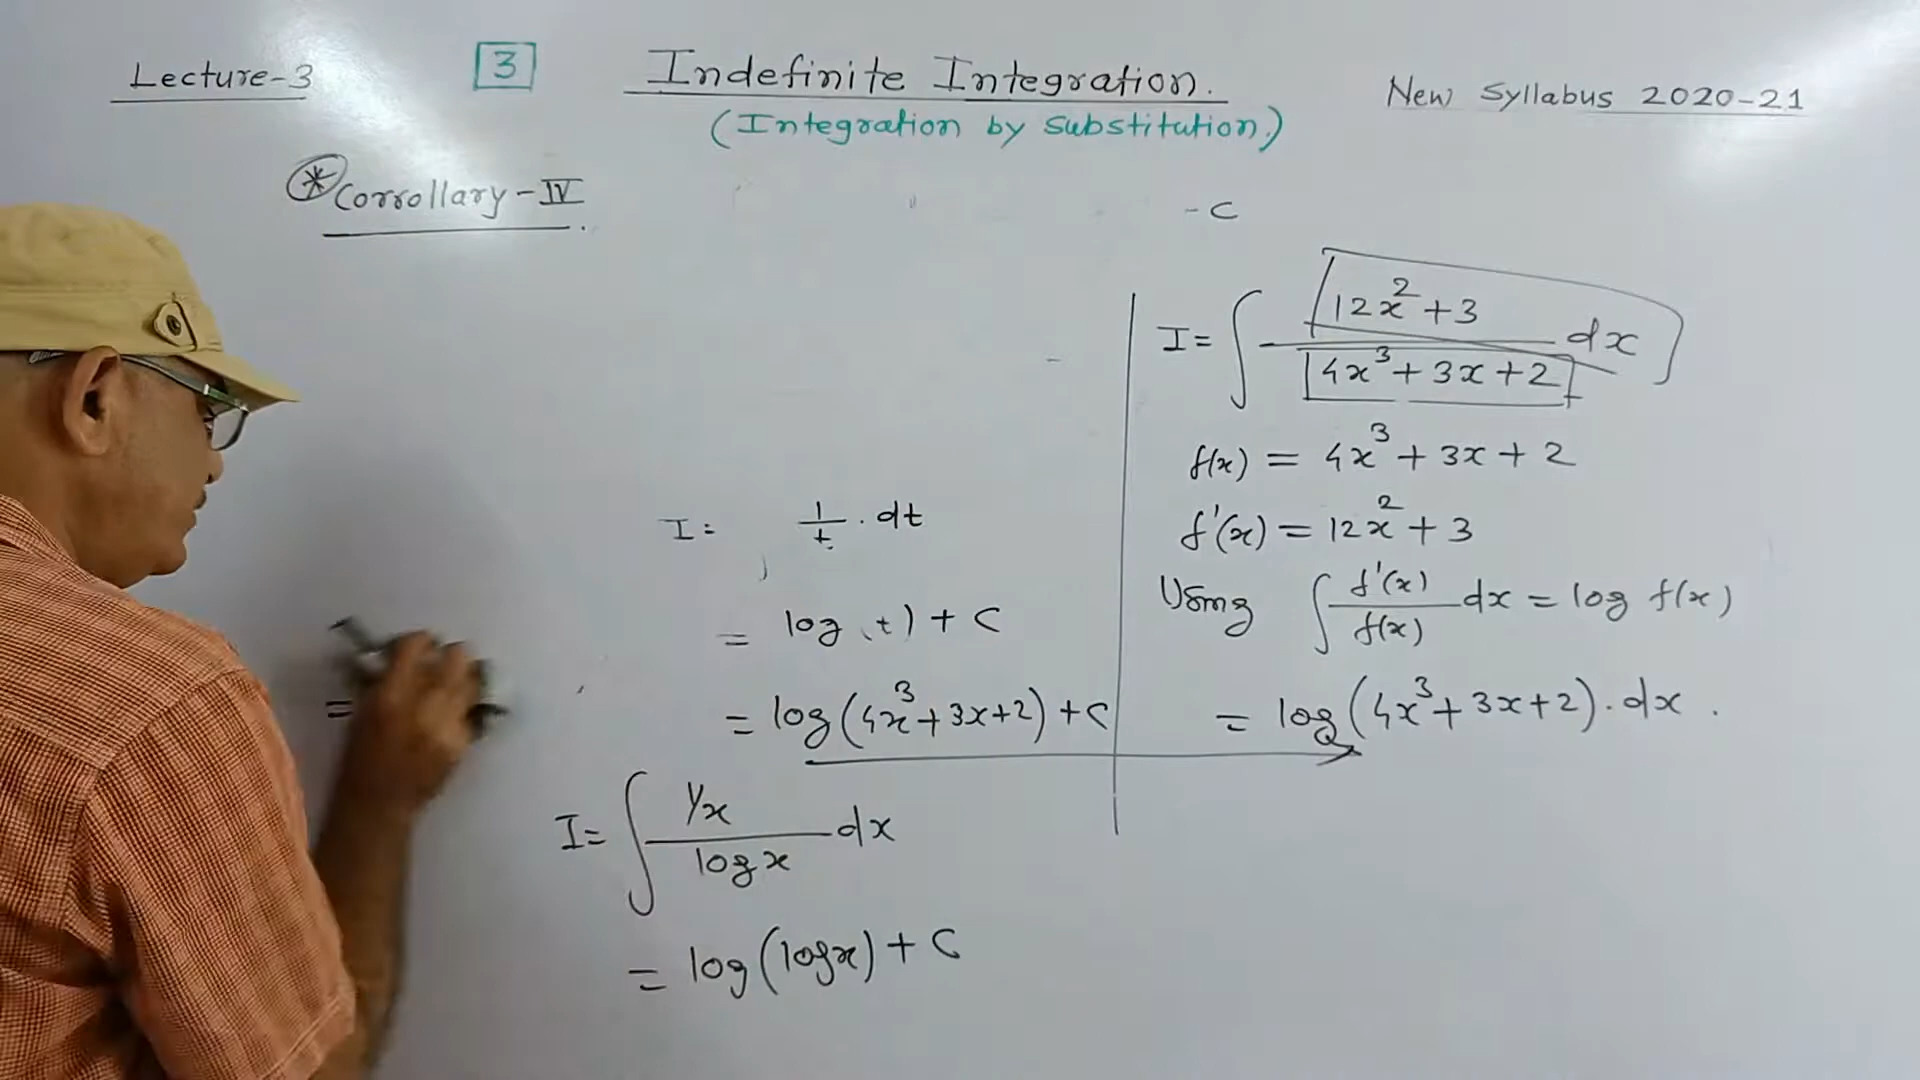 Lecture-3
3
Indefinite Integration.
(Integration by substitution.)
New Syllabus 2020-21
* Corrollary-IV
- C
I = ∫ (12x² + 3)/(4x³ + 3x + 2) dx
f(x) = 4x³ + 3x + 2
f'(x) = 12x² + 3
Using ∫ f'(x)/f(x) dx = log f(x)
= log(4x³ + 3x + 2) . dx .
I = 1/t . dt
= log (t) + C
= log(4x³ + 3x + 2) + C
=
I = ∫ (1/x)/(log x) dx
= log(logx) + C